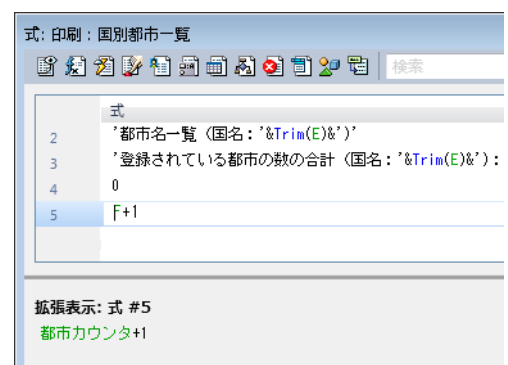 式: 印刷 : 国別都市一覧
検索
式
2 '都市名一覧（国名：'&Trim(E)&')'
3 '登録されている都市の数の合計（国名：'&Trim(E)&')：
4 0
5 F+1
拡張表示: 式 #5
都市カウンタ+1